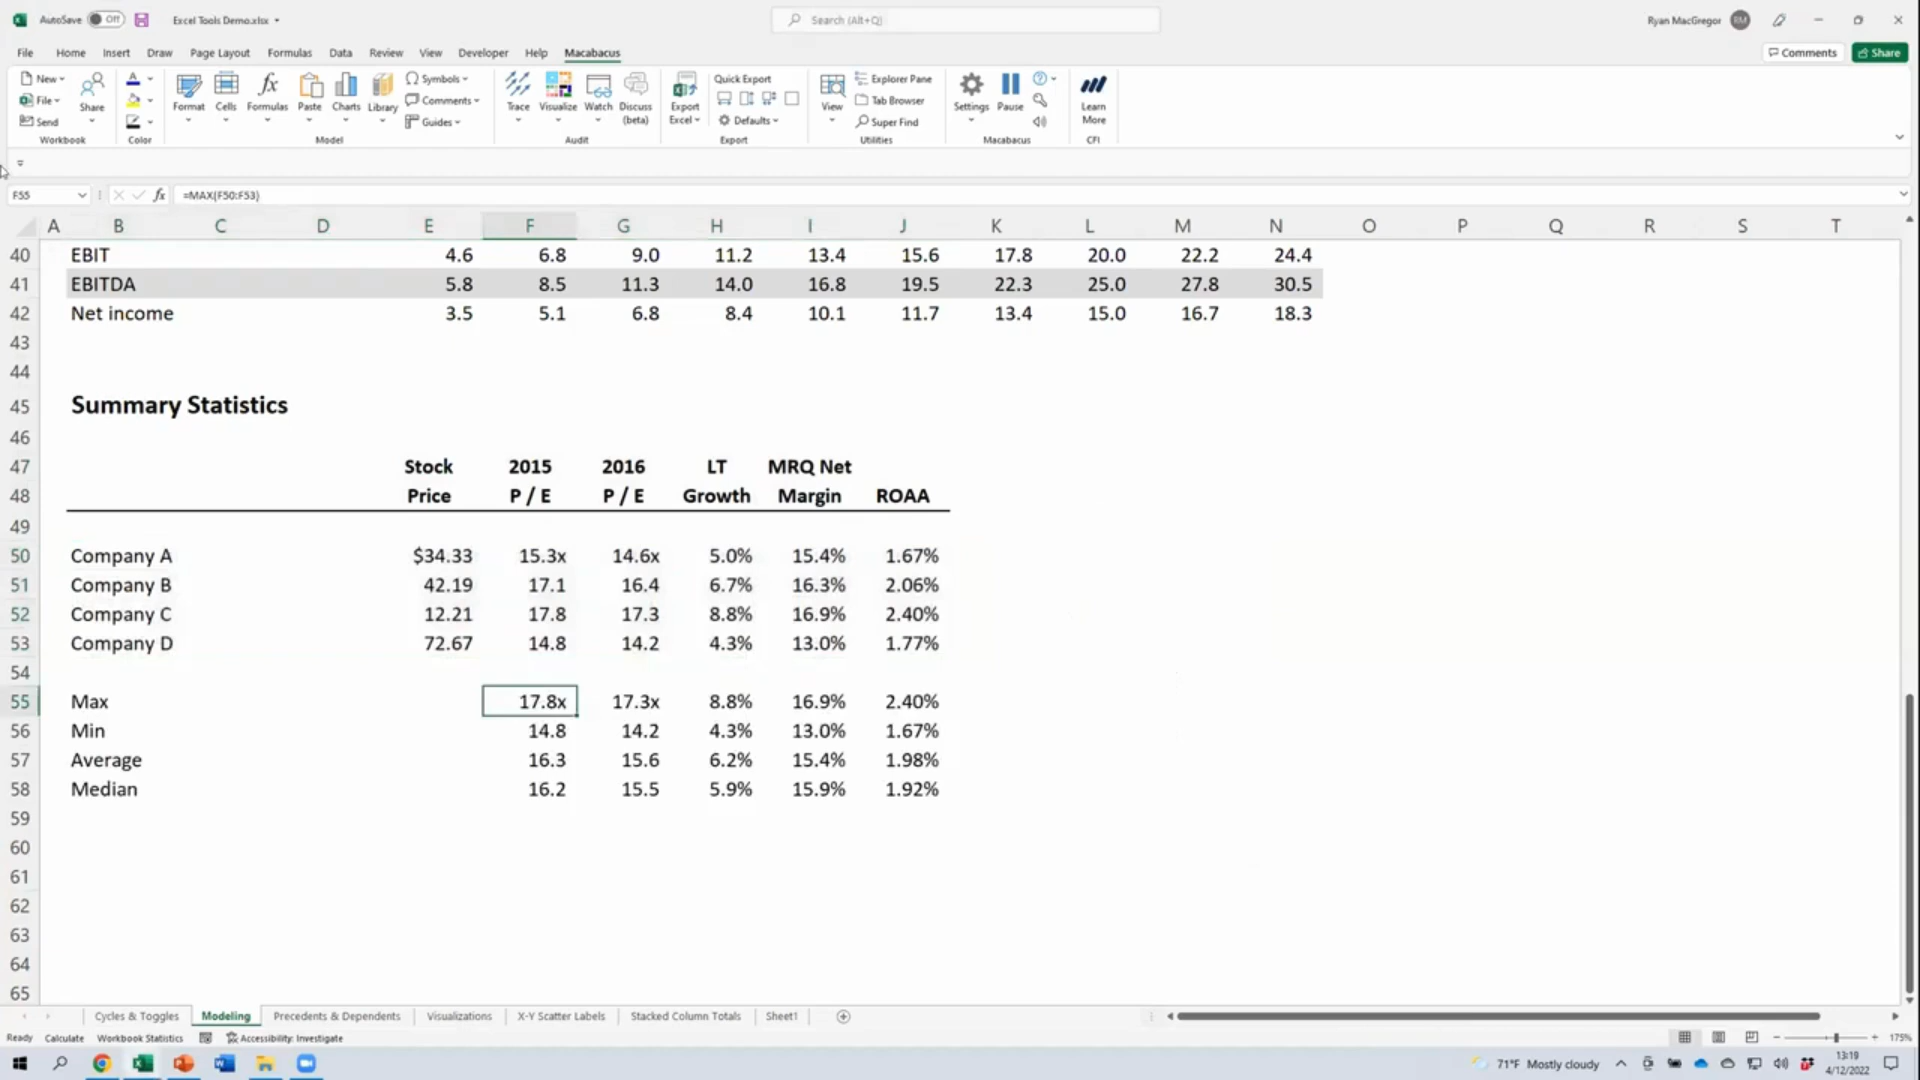 AutoSave Off Excel Tools Demo.xlsx Search (Alt+Q) Ryan MacGregor RM
File Home Insert Draw Page Layout Formulas Data Review View Developer Help Macabacus Comments Share
New Symbols Quick Export Explorer Pane
File Comments Tab Browser
Send Guides Defaults Super Find
Share Format Cells Formulas Paste Charts Library Trace Visualize Watch Discuss (beta) Export Excel View Settings Pause Learn More
Workbook Color Model Audit Export Utilities Macabacus CFI
F55 fx =MAX(F50:F53)
A B C D E F G H I J K L M N O P Q R S T
40 EBIT 4.6 6.8 9.0 11.2 13.4 15.6 17.8 20.0 22.2 24.4
41 EBITDA 5.8 8.5 11.3 14.0 16.8 19.5 22.3 25.0 27.8 30.5
42 Net income 3.5 5.1 6.8 8.4 10.1 11.7 13.4 15.0 16.7 18.3
43
44
45 Summary Statistics
46
47 Stock 2015 2016 LT MRQ Net
48 Price P / E P / E Growth Margin ROAA
49
50 Company A $34.33 15.3x 14.6x 5.0% 15.4% 1.67%
51 Company B 42.19 17.1 16.4 6.7% 16.3% 2.06%
52 Company C 12.21 17.8 17.3 8.8% 16.9% 2.40%
53 Company D 72.67 14.8 14.2 4.3% 13.0% 1.77%
54
55 Max 17.8x 17.3x 8.8% 16.9% 2.40%
56 Min 14.8 14.2 4.3% 13.0% 1.67%
57 Average 16.3 15.6 6.2% 15.4% 1.98%
58 Median 16.2 15.5 5.9% 15.9% 1.92%
59
60
61
62
63
64
65
Cycles & Toggles Modeling Precedents & Dependents Visualizations X-Y Scatter Labels Stacked Column Totals Sheet1
Ready Calculate Workbook Statistics Accessibility: Investigate 175%
71°F Mostly cloudy 13:19
4/12/2022